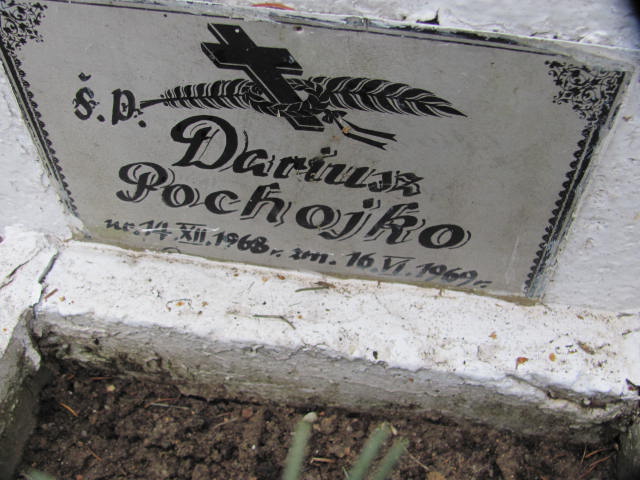 ś.p.
Dariusz
Pochojko
ur. 14.XII.1968 r. zm. 16.VI.1969 r.